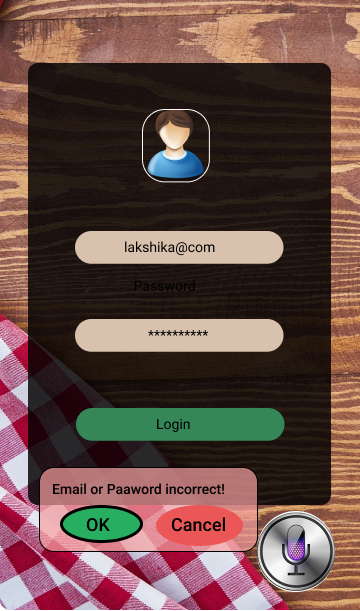 lakshika@com
Password
**********
Login
Email or Paaword incorrect!
OK
Cancel